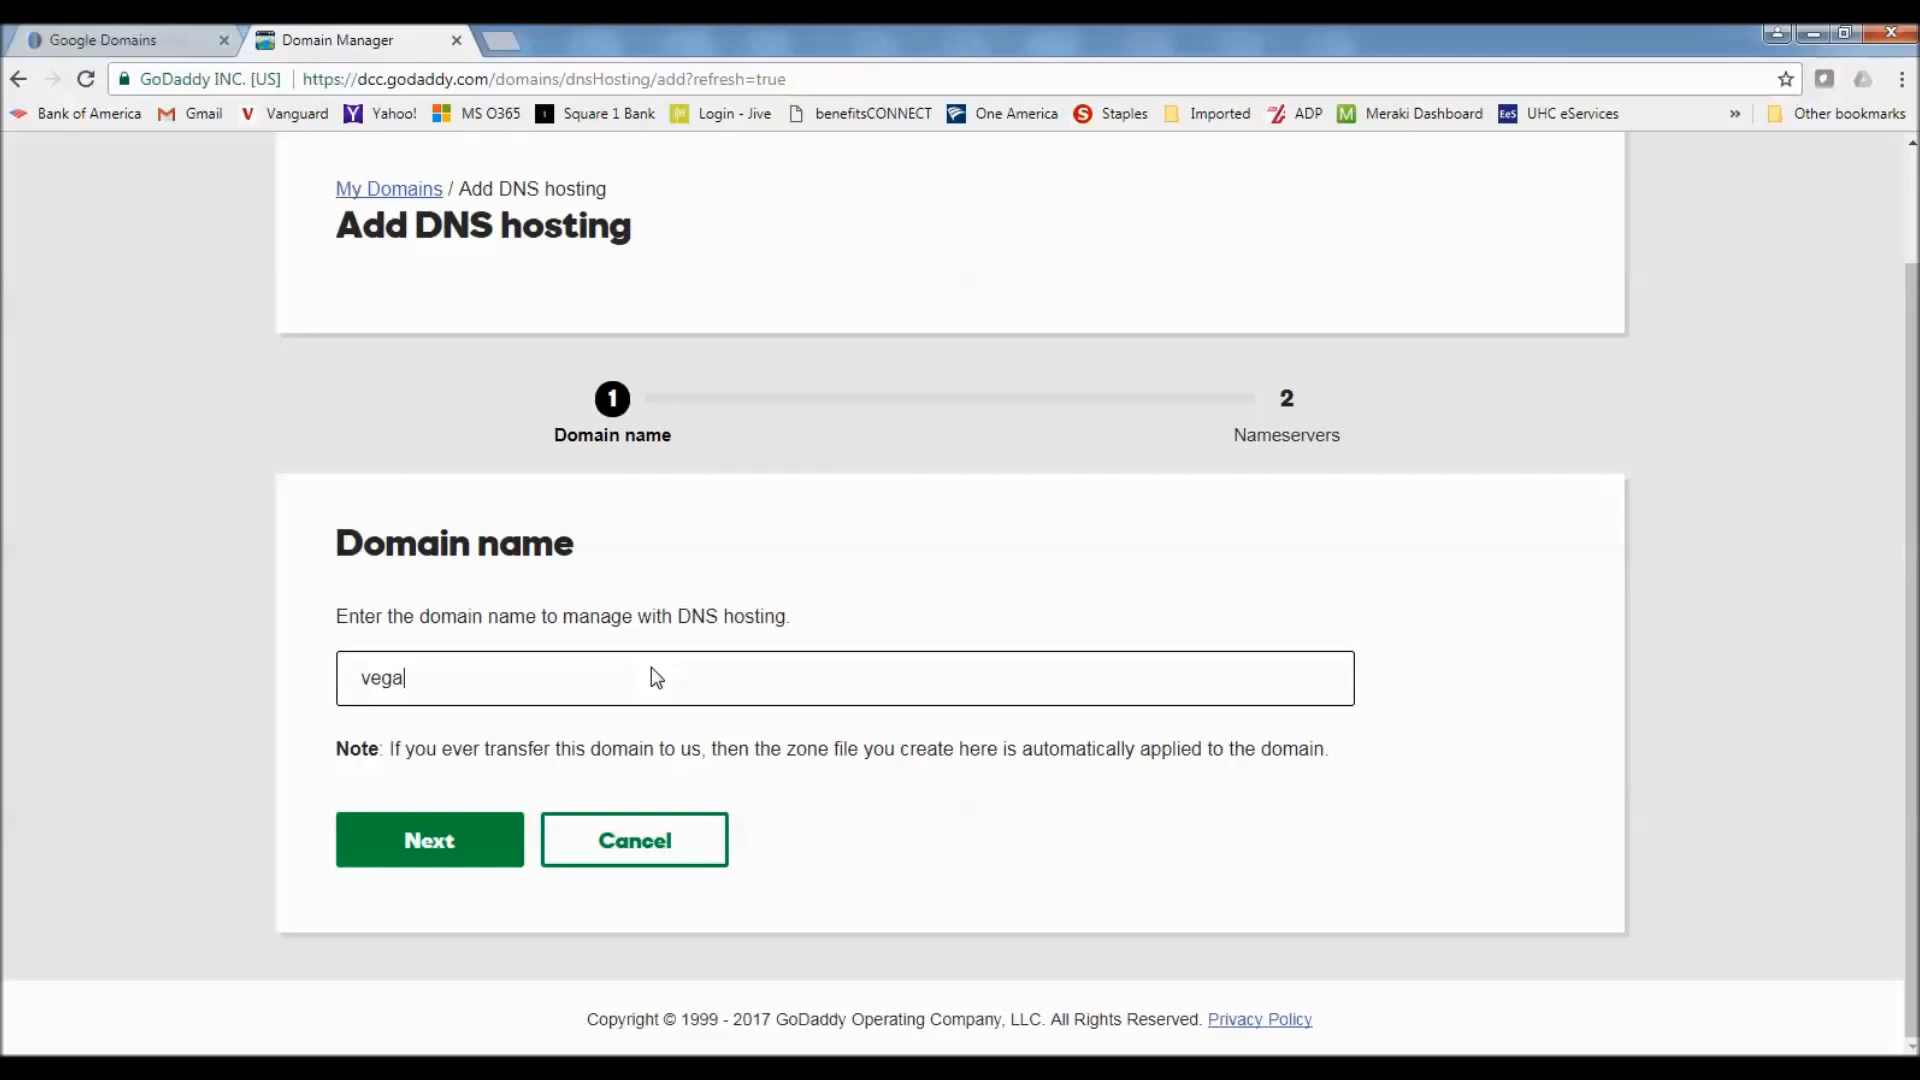 Google Domains
Domain Manager
GoDaddy INC. [US] | https://dcc.godaddy.com/domains/dnsHosting/add?refresh=true
Bank of America Gmail Vanguard Yahoo! MS O365 Square 1 Bank Login - Jive benefitsCONNECT One America Staples Imported ADP Meraki Dashboard EeS UHC eServices » Other bookmarks
My Domains / Add DNS hosting
Add DNS hosting
1 2
Domain name Nameservers
Domain name
Enter the domain name to manage with DNS hosting.
vega
Note: If you ever transfer this domain to us, then the zone file you create here is automatically applied to the domain.
Next Cancel
Copyright © 1999 - 2017 GoDaddy Operating Company, LLC. All Rights Reserved. Privacy Policy